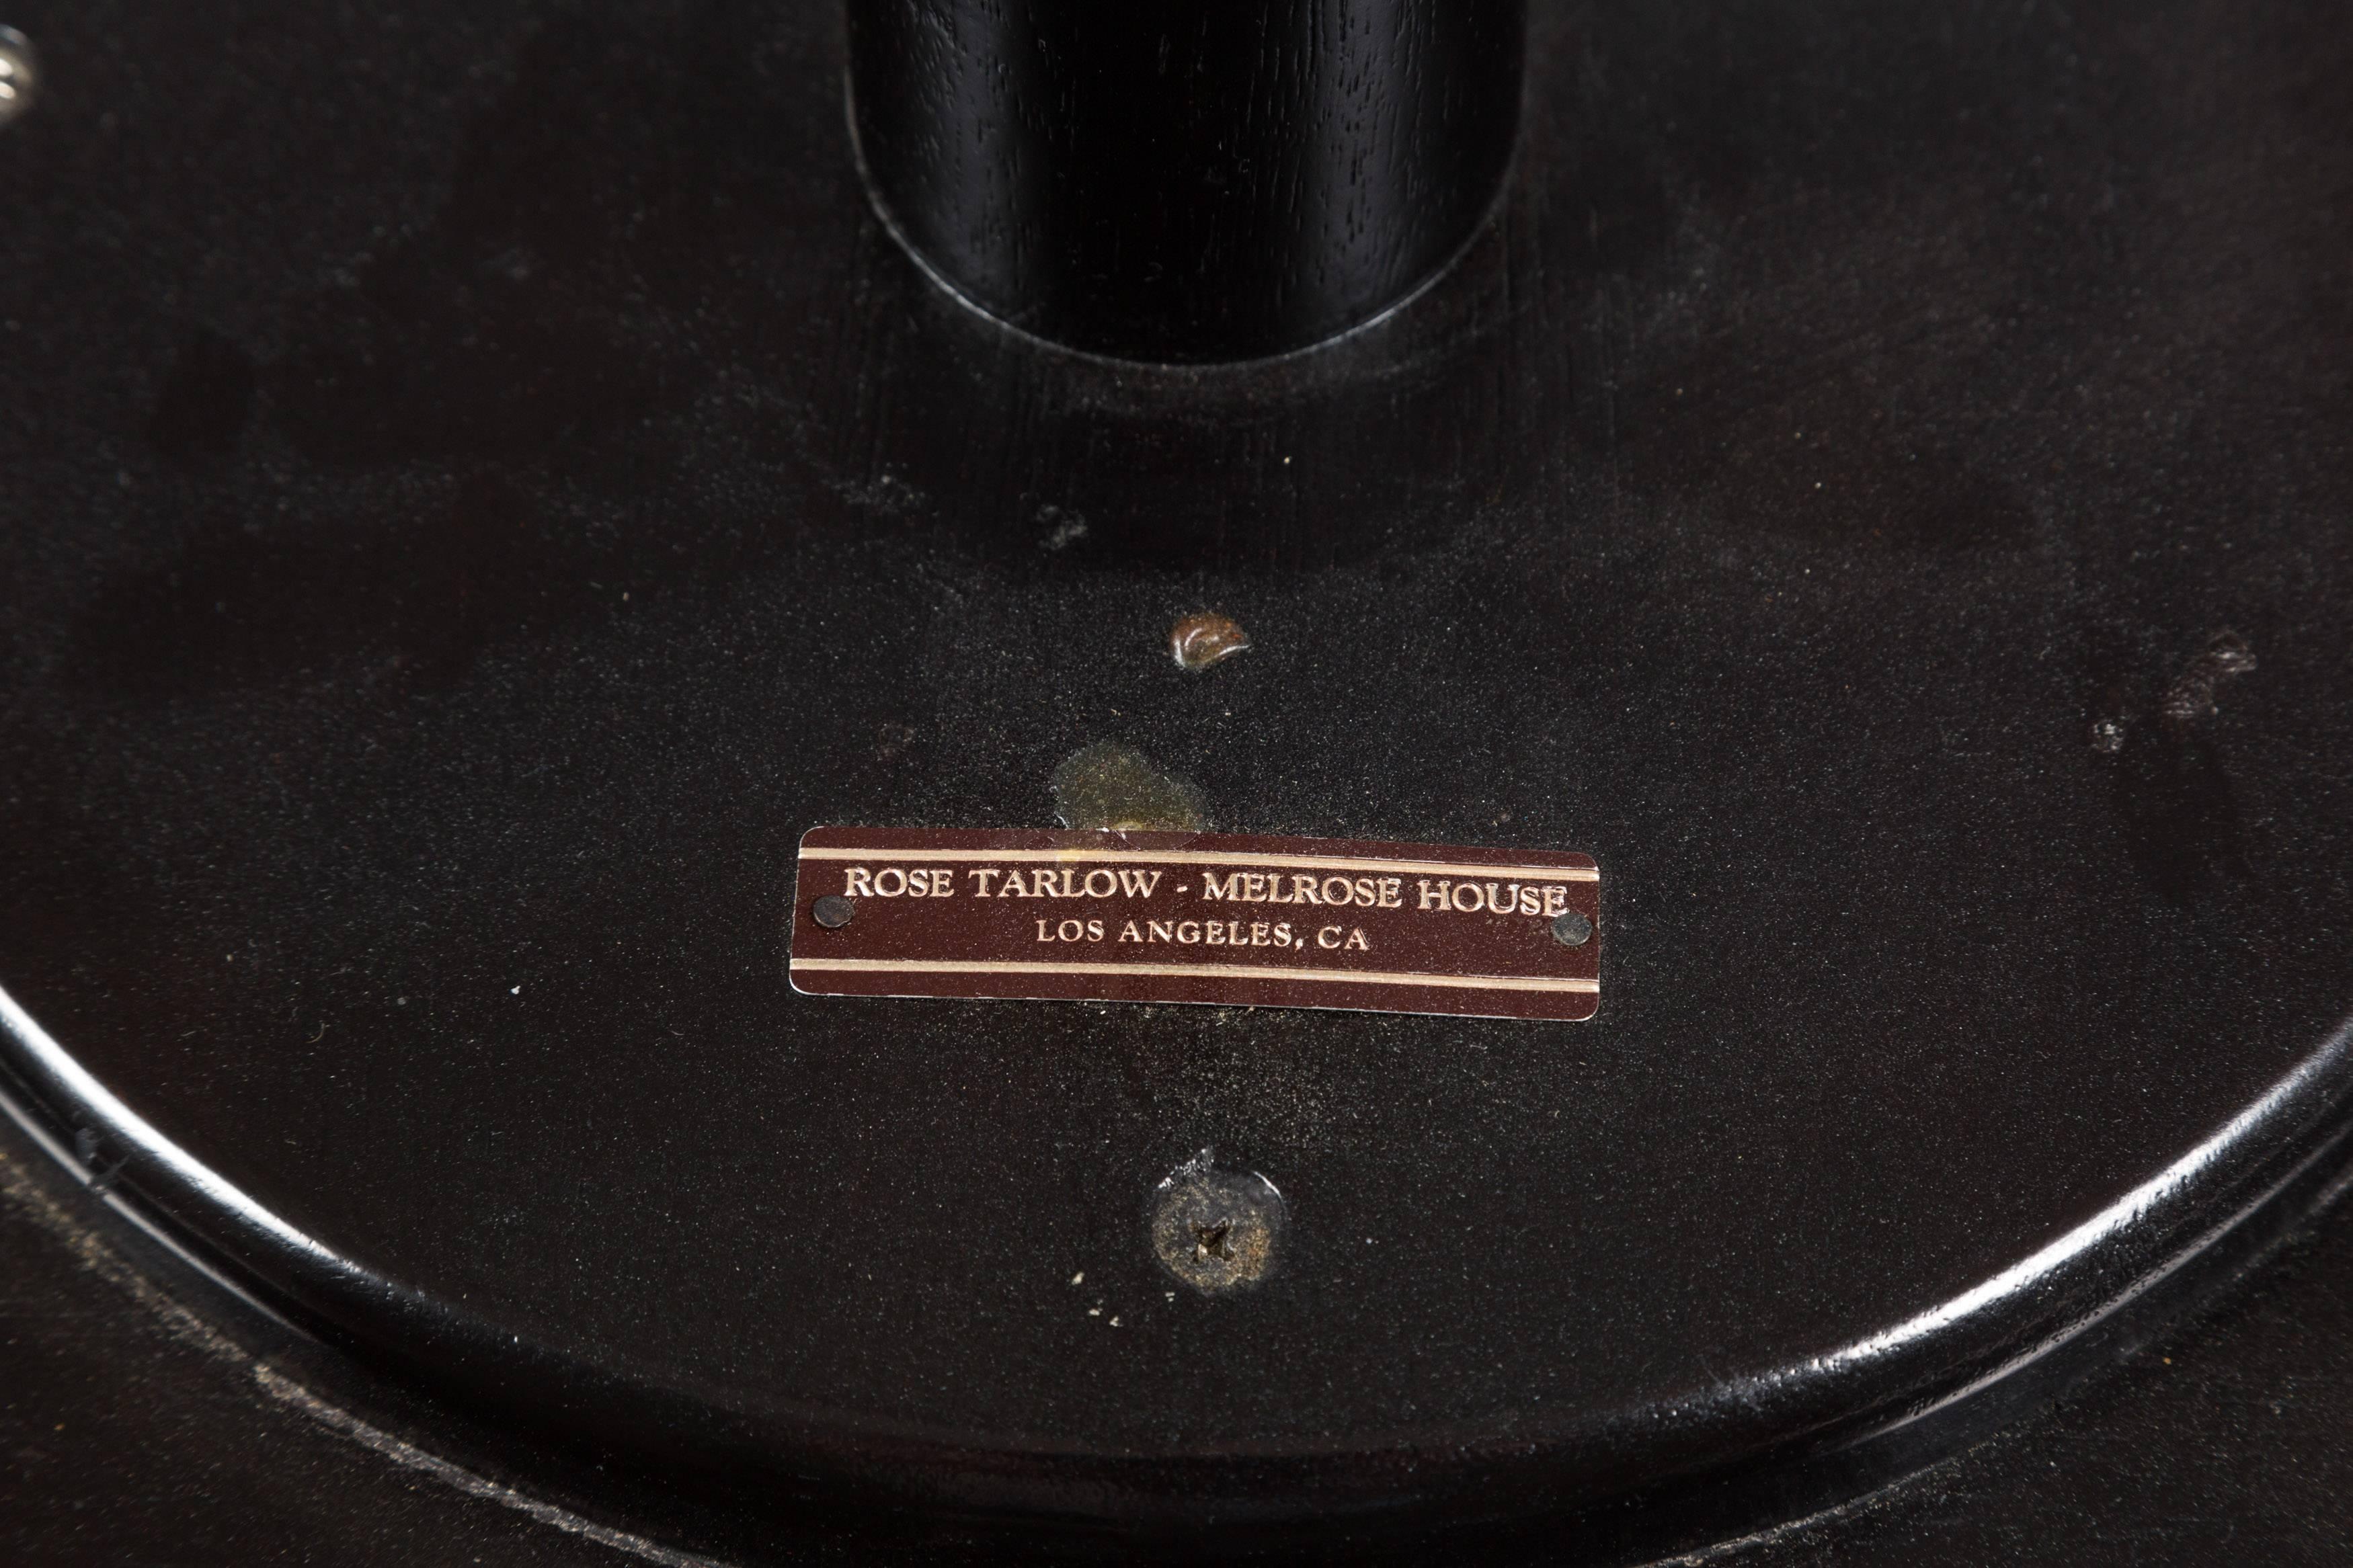 ROSE TARLOW - MELROSE HOUSE
LOS ANGELES, CA